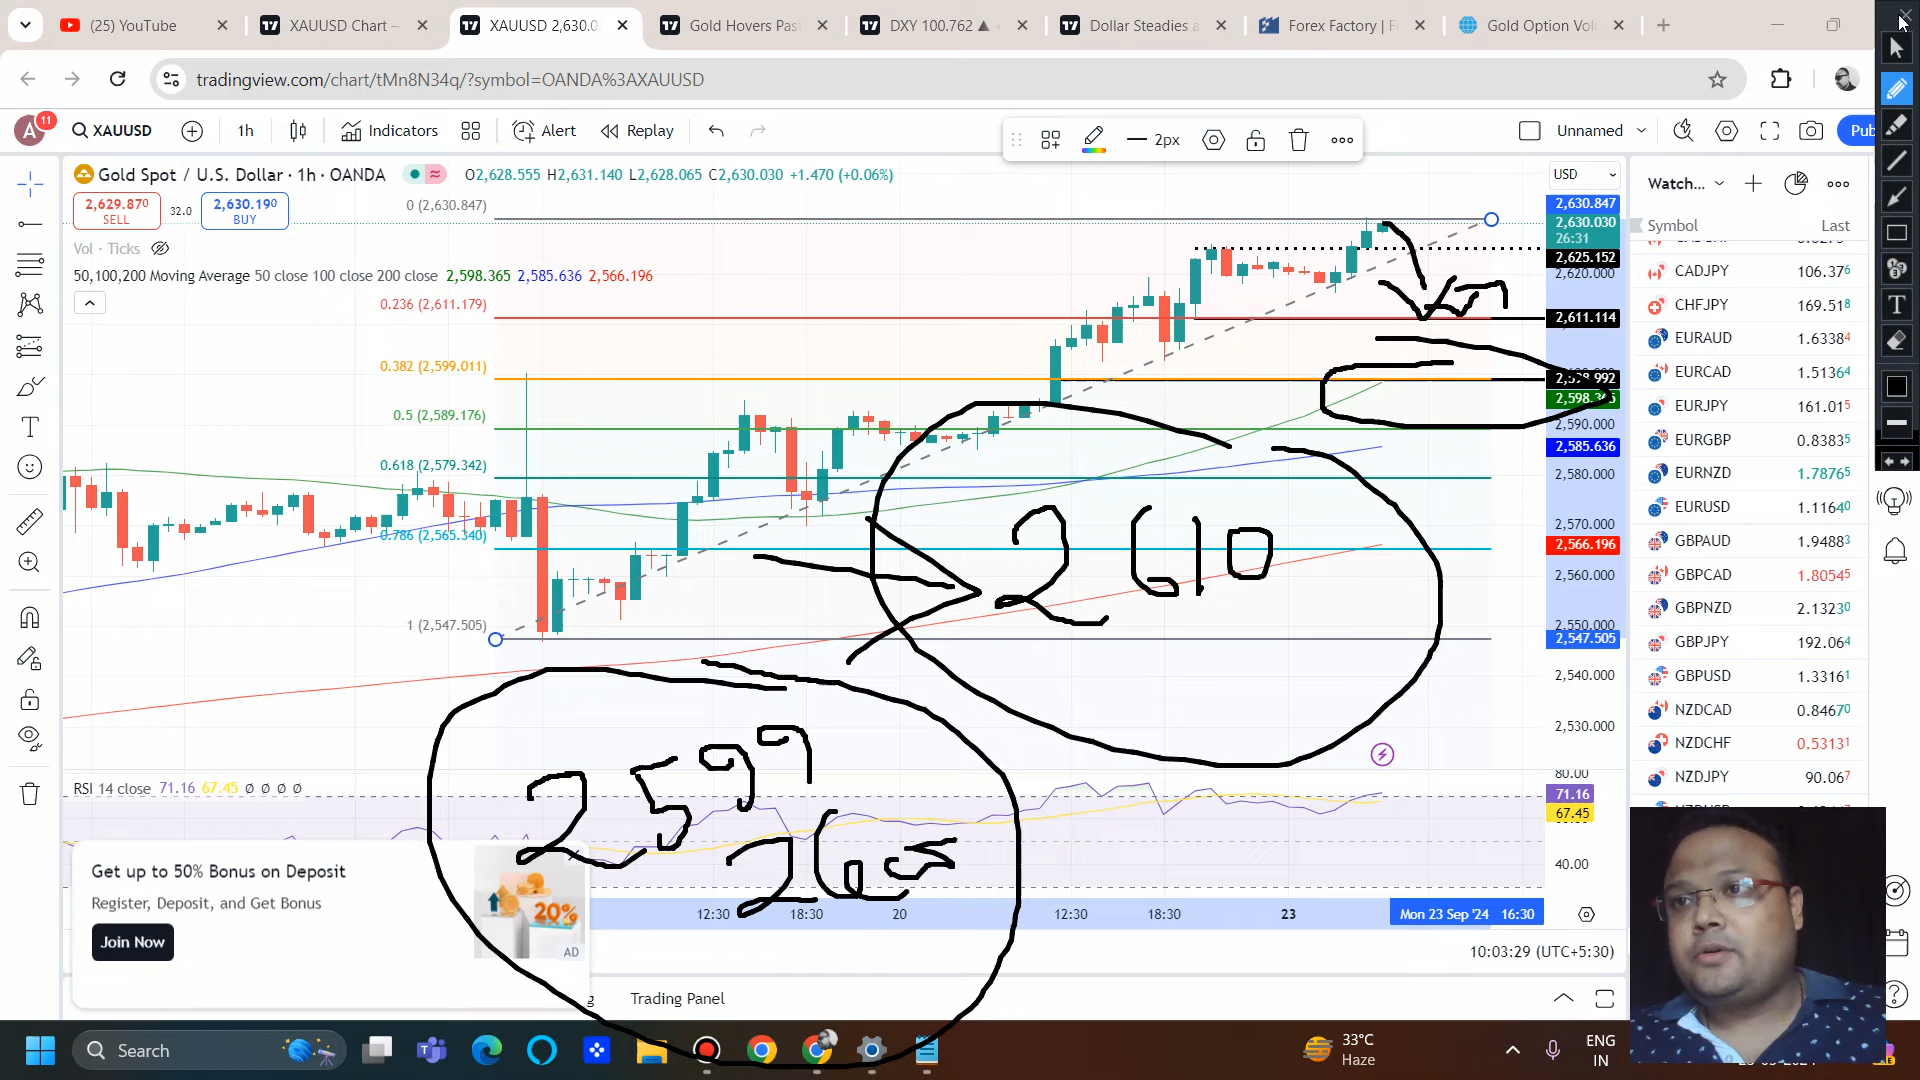 (25) YouTube
XAUUSD Chart –
XAUUSD 2,630.0
Gold Hovers Pas
DXY 100.762 ▲
Dollar Steadies a
Forex Factory | F
Gold Option Vol
tradingview.com/chart/tMn8N34q/?symbol=OANDA%3AXAUUSD
A 11
XAUUSD
1h
Indicators
Alert
Replay
2px
Unnamed
Pub
Gold Spot / U.S. Dollar · 1h · OANDA
O2,628.555 H2,631.140 L2,628.065 C2,630.030 +1.470 (+0.06%)
2,629.870
SELL
32.0
2,630.190
BUY
Vol · Ticks
50,100,200 Moving Average 50 close 100 close 200 close 2,598.365 2,585.636 2,566.196
0 (2,630.847)
0.236 (2,611.179)
0.382 (2,599.011)
0.5 (2,589.176)
0.618 (2,579.342)
0.786 (2,565.340)
1 (2,547.505)
2610
2599
USD
2,630.847
2,630.030
26:31
2,625.152
2,620.000
2,611.114
2,590.000
2,585.636
2,580.000
2,570.000
2,566.196
2,560.000
2,550.000
2,547.505
2,540.000
2,530.000
RSI 14 close 71.16 67.45 Ø Ø Ø Ø
80.00
71.16
67.45
40.00
12:30
18:30
20
12:30
18:30
23
Mon 23 Sep '24 16:30
10:03:29 (UTC+5:30)
Get up to 50% Bonus on Deposit
Register, Deposit, and Get Bonus
Join Now
20%
AD
Trading Panel
Watch...
Symbol Last
CADJPY 106.376
CHFJPY 169.518
EURAUD 1.63384
EURCAD 1.51364
EURJPY 161.015
EURGBP 0.83835
EURNZD 1.78765
EURUSD 1.11640
GBPAUD 1.94883
GBPCAD 1.80545
GBPNZD 2.13230
GBPJPY 192.064
GBPUSD 1.33161
NZDCAD 0.84670
NZDCHF 0.53131
NZDJPY 90.067
Search
33°C
Haze
ENG
IN